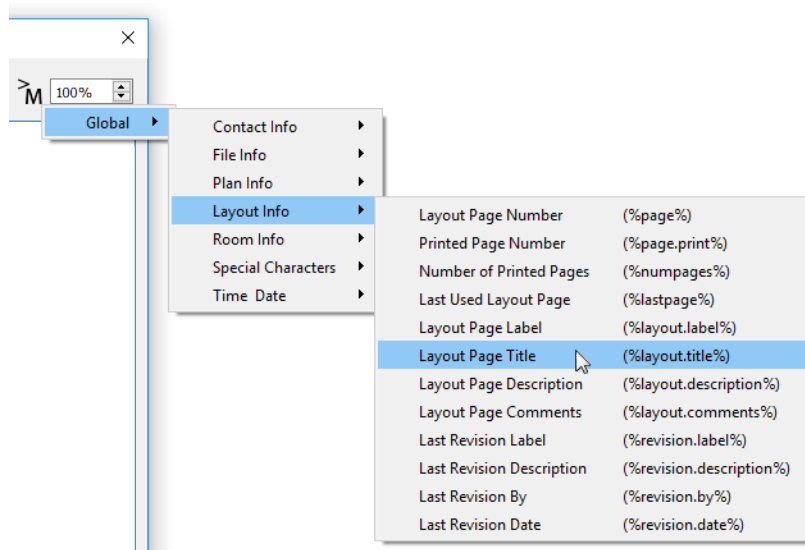 >M 100%
Global
Contact Info
File Info
Plan Info
Layout Info
Room Info
Special Characters
Time Date
Layout Page Number (%page%)
Printed Page Number (%page.print%)
Number of Printed Pages (%numpages%)
Last Used Layout Page (%lastpage%)
Layout Page Label (%layout.label%)
Layout Page Title (%layout.title%)
Layout Page Description (%layout.description%)
Layout Page Comments (%layout.comments%)
Last Revision Label (%revision.label%)
Last Revision Description (%revision.description%)
Last Revision By (%revision.by%)
Last Revision Date (%revision.date%)